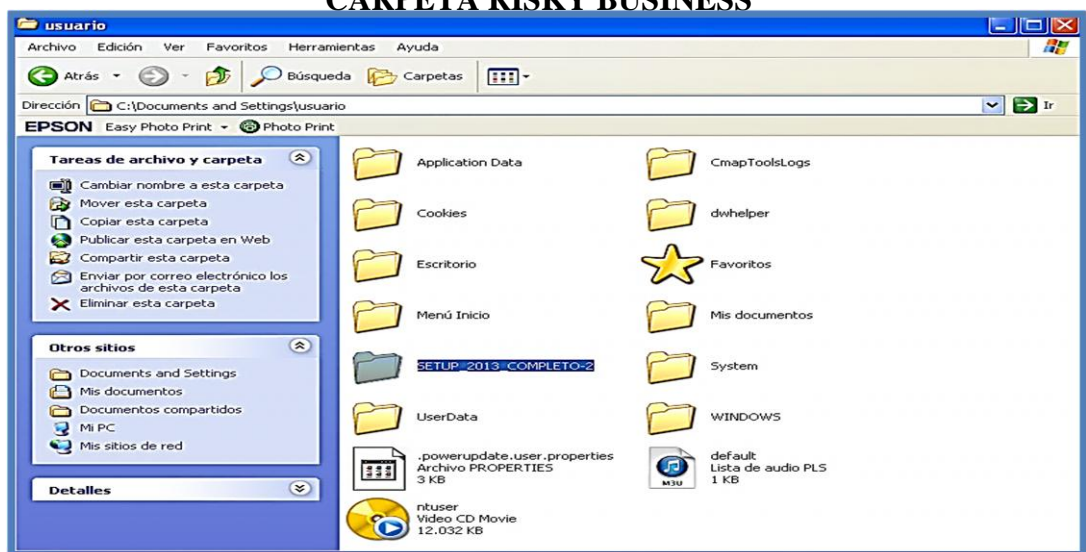 CARPETA RISKY BUSINESS
usuario
Archivo Edición Ver Favoritos Herramientas Ayuda
Atrás Búsqueda Carpetas
Dirección C:\Documents and Settings\usuario Ir
EPSON Easy Photo Print Photo Print
Tareas de archivo y carpeta
Cambiar nombre a esta carpeta
Mover esta carpeta
Copiar esta carpeta
Publicar esta carpeta en Web
Compartir esta carpeta
Enviar por correo electrónico los
archivos de esta carpeta
Eliminar esta carpeta
Otros sitios
Documents and Settings
Mis documentos
Documentos compartidos
Mi PC
Mis sitios de red
Detalles
Application Data CmapToolsLogs
Cookies dwhelper
Escritorio Favoritos
Menú Inicio Mis documentos
SETUP_2013_COMPLETO-2 System
UserData WINDOWS
.powerupdate.user.properties default
Archivo PROPERTIES M3U Lista de audio PLS
3 KB 1 KB
ntuser
Video CD Movie
12.032 KB